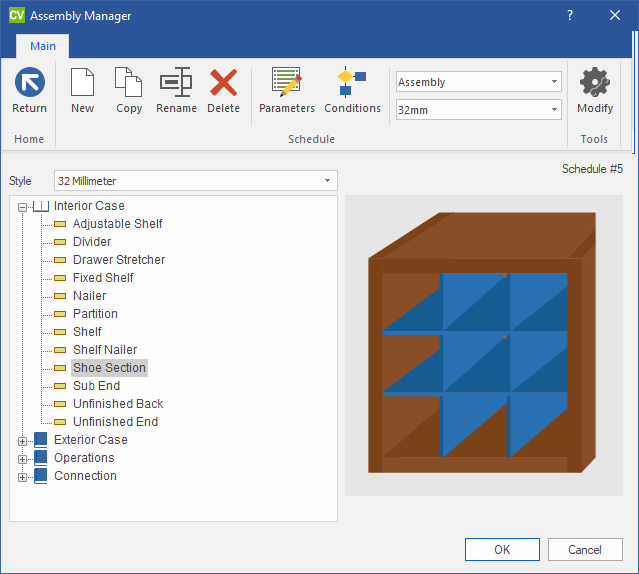 CV Assembly Manager ?
Main
Return
New
Copy
Rename
Delete
Parameters
Conditions
Assembly
32mm
Modify
Home
Schedule
Tools
Schedule #5
Style 32 Millimeter
Interior Case
Adjustable Shelf
Divider
Drawer Stretcher
Fixed Shelf
Nailer
Partition
Shelf
Shelf Nailer
Shoe Section
Sub End
Unfinished Back
Unfinished End
Exterior Case
Operations
Connection
OK
Cancel